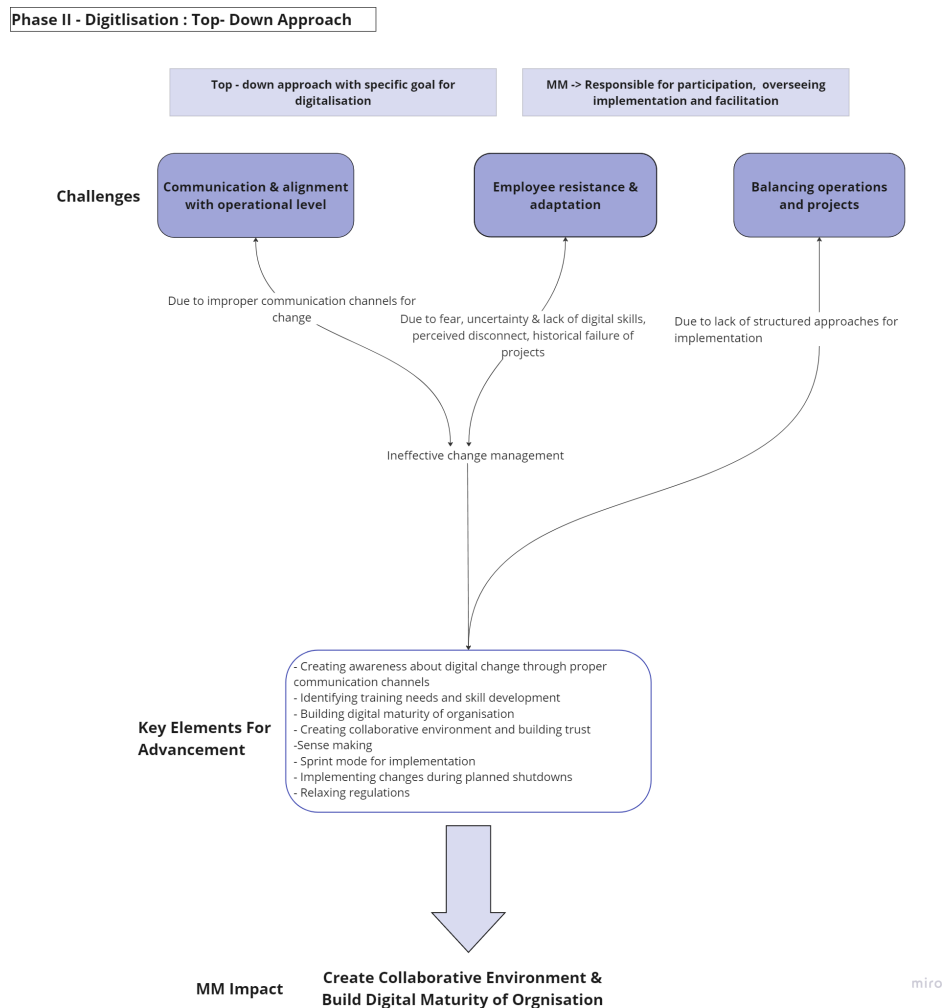 Phase II - Digitlisation : Top- Down Approach
Top - down approach with specific goal for
digitalisation
MM -> Responsible for participation, overseeing
implementation and facilitation
Challenges
Communication & alignment
with operational level
Employee resistance &
adaptation
Balancing operations
and projects
Due to improper communication channels for
change
Due to fear, uncertainty & lack of digital skills,
perceived disconnect, historical failure of
projects
Due to lack of structured approaches for
implementation
Ineffective change management
Key Elements For
Advancement
- Creating awareness about digital change through proper
communication channels
- Identifying training needs and skill development
- Building digital maturity of organisation
- Creating collaborative environment and building trust
-Sense making
- Sprint mode for implementation
- Implementing changes during planned shutdowns
- Relaxing regulations
MM Impact
Create Collaborative Environment &
Build Digital Maturity of Orgnisation
miro